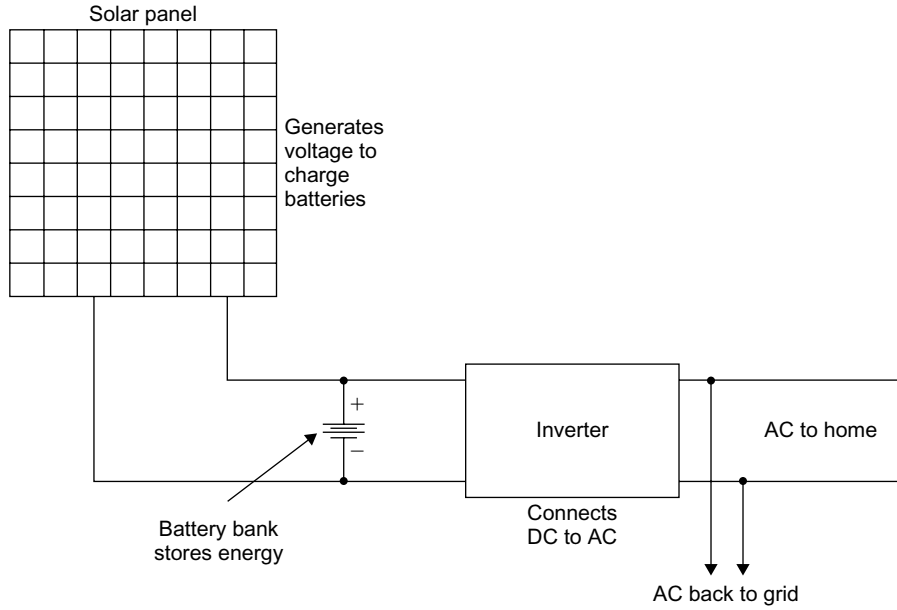 Solar panel
Generates
voltage to
charge
batteries
+
−
Inverter
AC to home
Battery bank
stores energy
Connects
DC to AC
AC back to grid